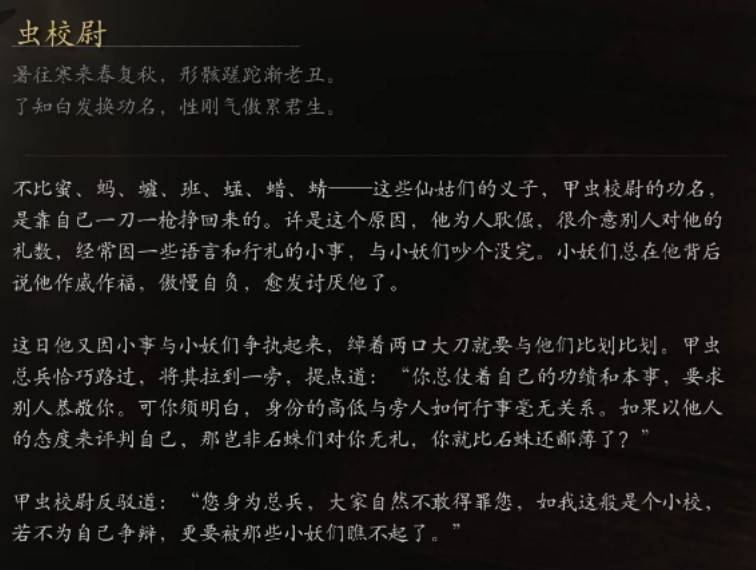 虫校尉
暑往寒来春复秋，形骸蹉跎渐老丑。
了知白发换功名，性刚气傲累君生。
不比蜜、蚂、蠦、班、蜢、蜡、蜻——这些仙姑们的义子，甲虫校尉的功名，
是靠自己一刀一枪挣回来的。许是这个原因，他为人耿倔，很介意别人对他的
礼数，经常因一些语言和行礼的小事，与小妖们吵个没完。小妖们总在他背后
说他作威作福，傲慢自负，愈发讨厌他了。
这日他又因小事与小妖们争执起来，绰着两口大刀就要与他们比划比划。甲虫
总兵恰巧路过，将其拉到一旁，提点道：“你总仗着自己的功绩和本事，要求
别人恭敬你。可你须明白，身份的高低与旁人如何行事毫无关系。如果以他人
的态度来评判自己，那岂非石蛛们对你无礼，你就比石蛛还鄙薄了？”
甲虫校尉反驳道：“您身为总兵，大家自然不敢得罪您，如我这般是个小校，
若不为自己争辩，更要被那些小妖们瞧不起了。”